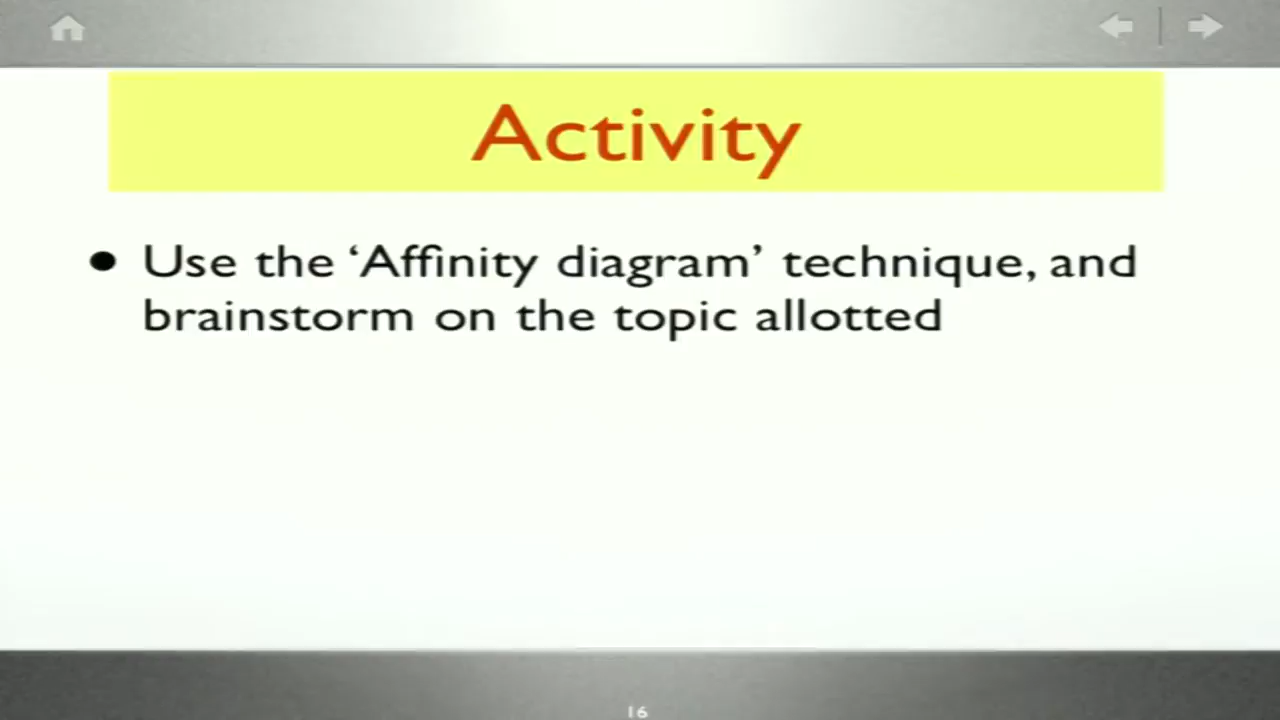 Activity
• Use the ‘Affinity diagram’ technique, and
brainstorm on the topic allotted
16